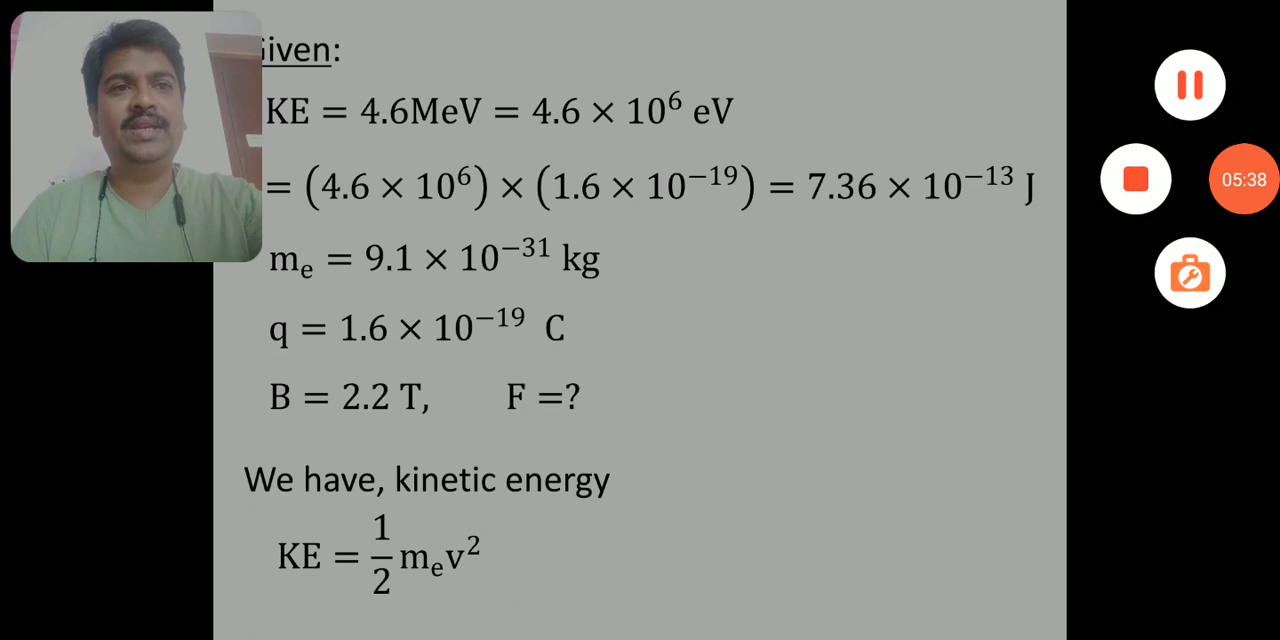 Given:
KE = 4.6MeV = 4.6 × 10⁶ eV
= (4.6 × 10⁶) × (1.6 × 10⁻¹⁹) = 7.36 × 10⁻¹³ J
mₑ = 9.1 × 10⁻³¹ kg
q = 1.6 × 10⁻¹⁹ C
B = 2.2 T, F =?
We have, kinetic energy
KE = 1/2 mₑv²
05:38